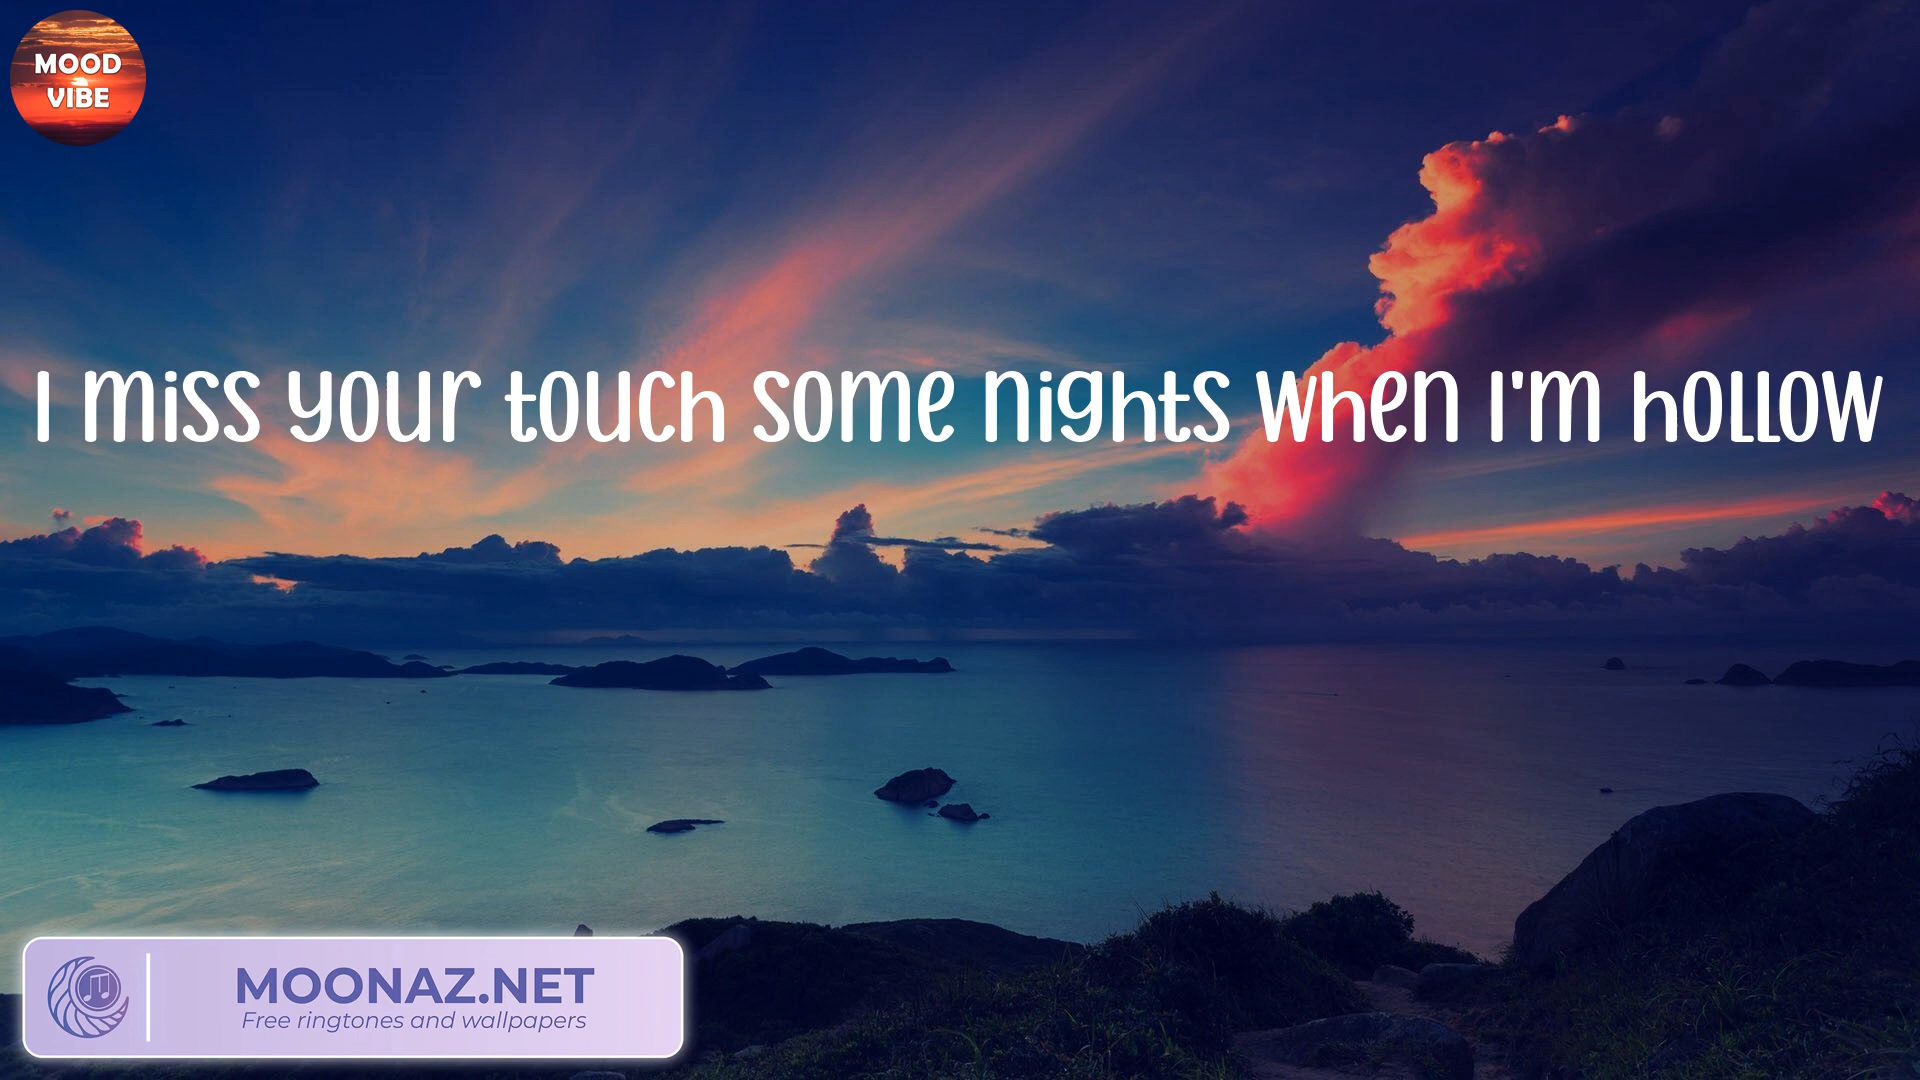 MOOD
VIBE
I miss your touch some nights when I'm hollow
MOONAZ.NET
Free ringtones and wallpapers